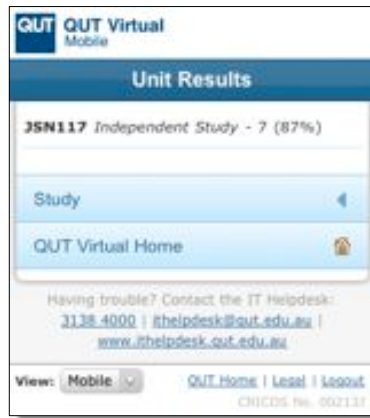 QUT QUT Virtual
Mobile
Unit Results
JSN117 Independent Study - 7 (87%)
Study
QUT Virtual Home
Having trouble? Contact the IT Helpdesk:
3138 4000 | ithelpdesk@qut.edu.au |
www.ithelpdesk.qut.edu.au
View: Mobile QUT Home | Legal | Logout
CRICOS No.